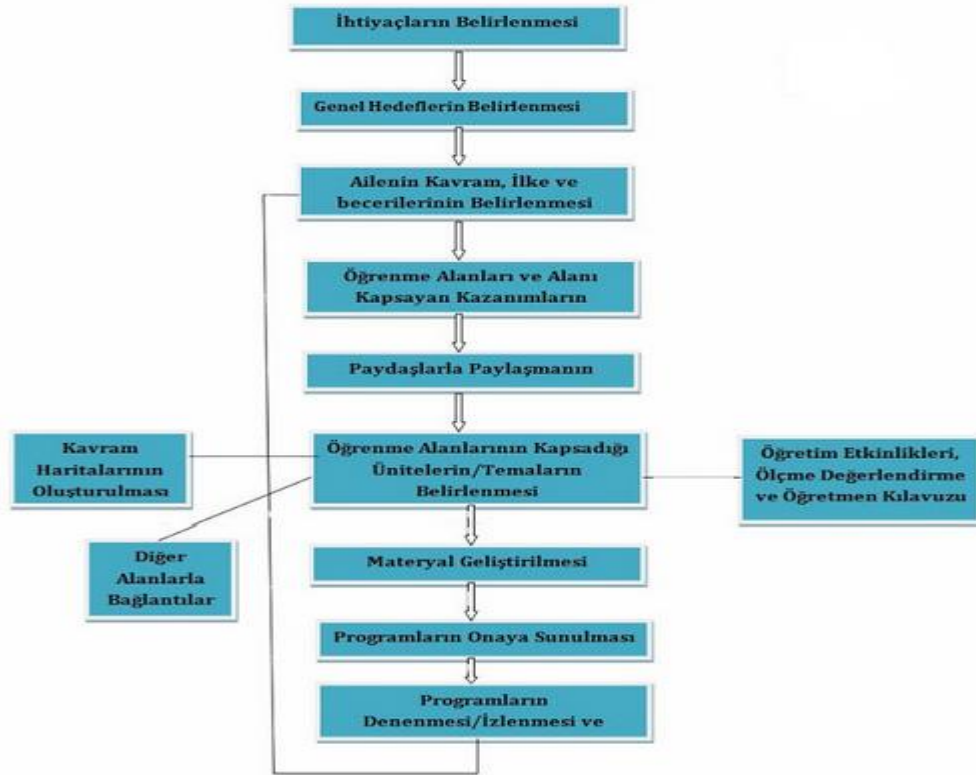 İhtiyaçların Belirlenmesi
Genel Hedeflerin Belirlenmesi
Ailenin Kavram, İlke ve
becerilerinin Belirlenmesi
Öğrenme Alanları ve Alanı
Kapsayan Kazanımların
Paydaşlarla Paylaşmanın
Kavram
Haritalarının
Oluşturulması
Öğrenme Alanlarının Kapsadığı
Ünitelerin/Temaların
Belirlenmesi
Öğretim Etkinlikleri,
Ölçme Değerlendirme
ve Öğretmen Kılavuzu
Diğer
Alanlarla
Bağlantılar
Materyal Geliştirilmesi
Programların Onaya Sunulması
Programların
Denenmesi/İzlenmesi ve